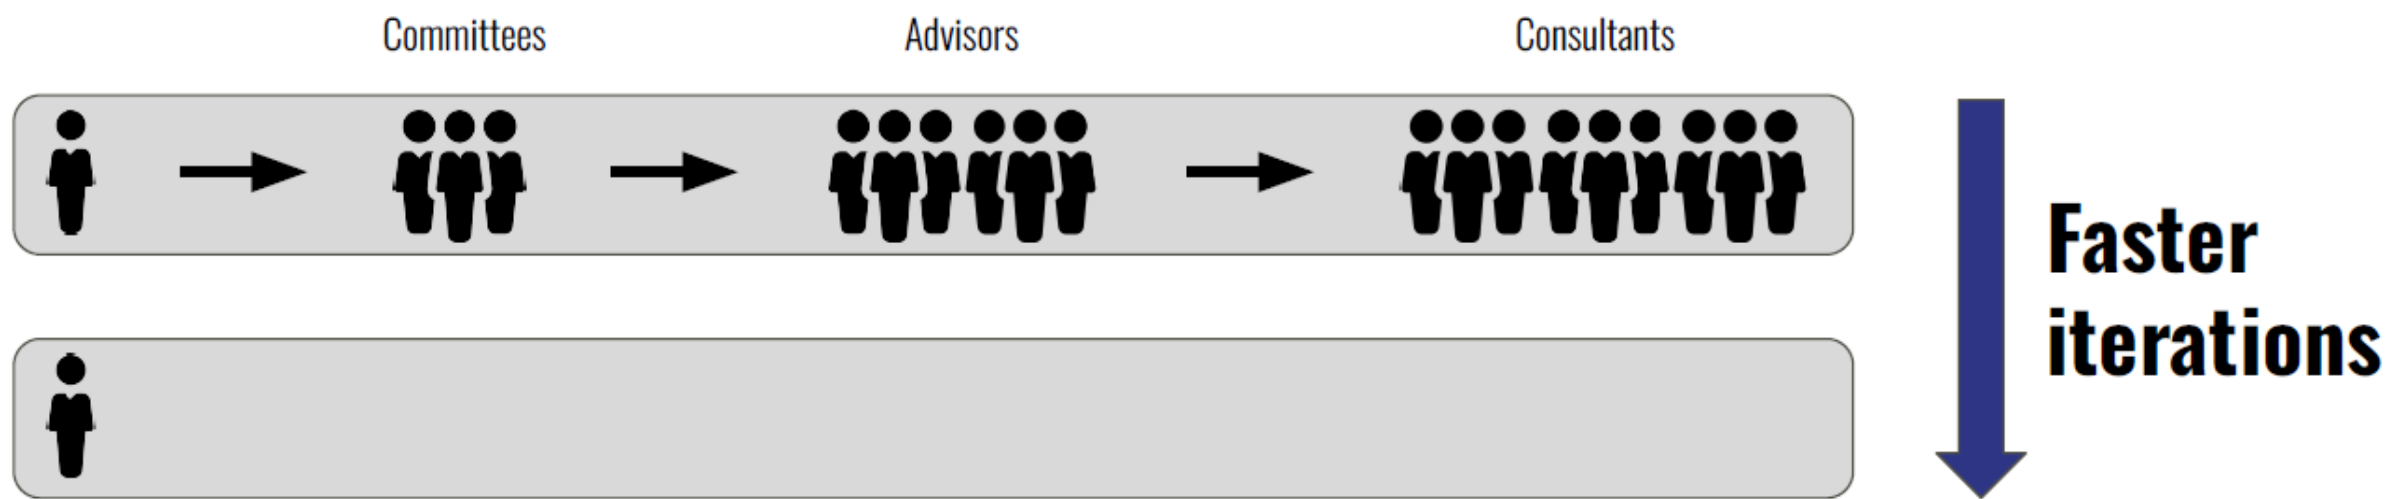 Committees
Advisors
Consultants
Faster
iterations